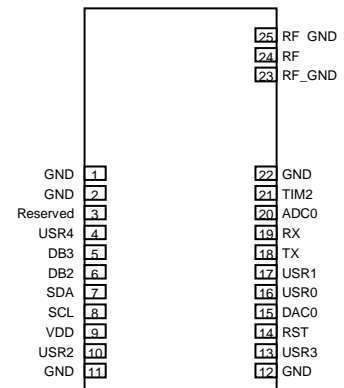 25 RF GND
24 RF
23 RF_GND
GND 1 22 GND
GND 2 21 TIM2
Reserved 3 20 ADC0
USR4 4 19 RX
DB3 5 18 TX
DB2 6 17 USR1
SDA 7 16 USR0
SCL 8 15 DAC0
VDD 9 14 RST
USR2 10 13 USR3
GND 11 12 GND